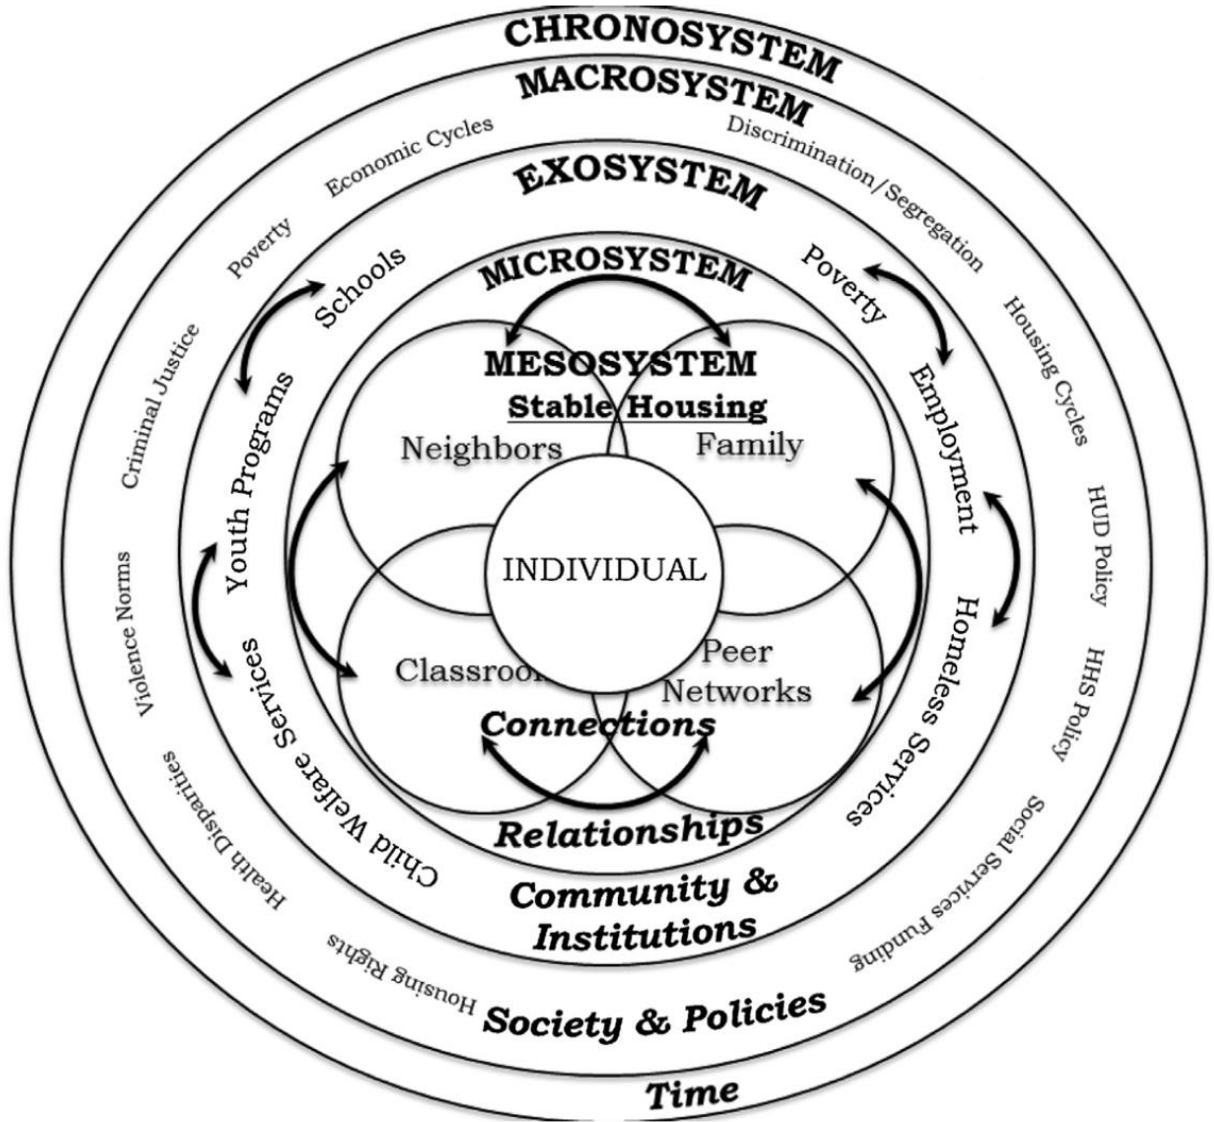 CHRONOSYSTEM
MACROSYSTEM
Economic Cycles
Discrimination/Segregation
Poverty
Housing Cycles
Criminal Justice
HUD Policy
Violence Norms
HHS Policy
Health Disparities
Social Services Funding
Housing Rights
EXOSYSTEM
Schools
Poverty
Youth Programs
Employment
Child Welfare Services
Homeless Services
MICROSYSTEM
MESOSYSTEM
Stable Housing
Neighbors
Family
INDIVIDUAL
Peer
Networks
Connections
Relationships
Community &
Institutions
Society & Policies
Time